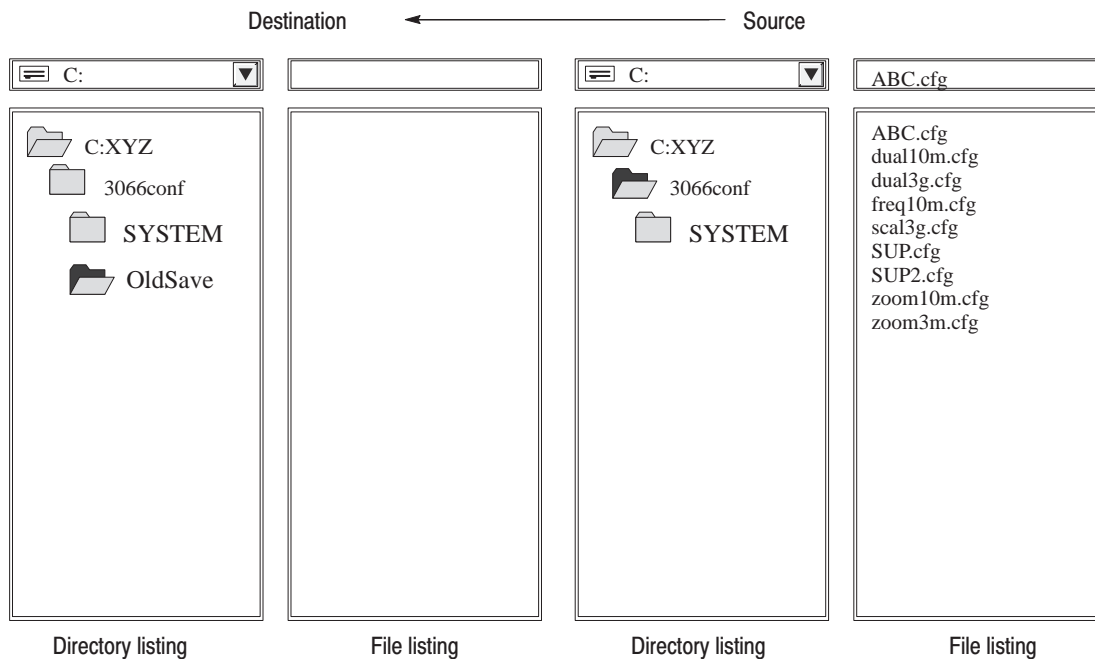 Destination Source
C:
C:
ABC.cfg
C:XYZ
3066conf
SYSTEM
OldSave
C:XYZ
3066conf
SYSTEM
ABC.cfg
dual10m.cfg
dual3g.cfg
freq10m.cfg
scal3g.cfg
SUP.cfg
SUP2.cfg
zoom10m.cfg
zoom3m.cfg
Directory listing File listing Directory listing File listing